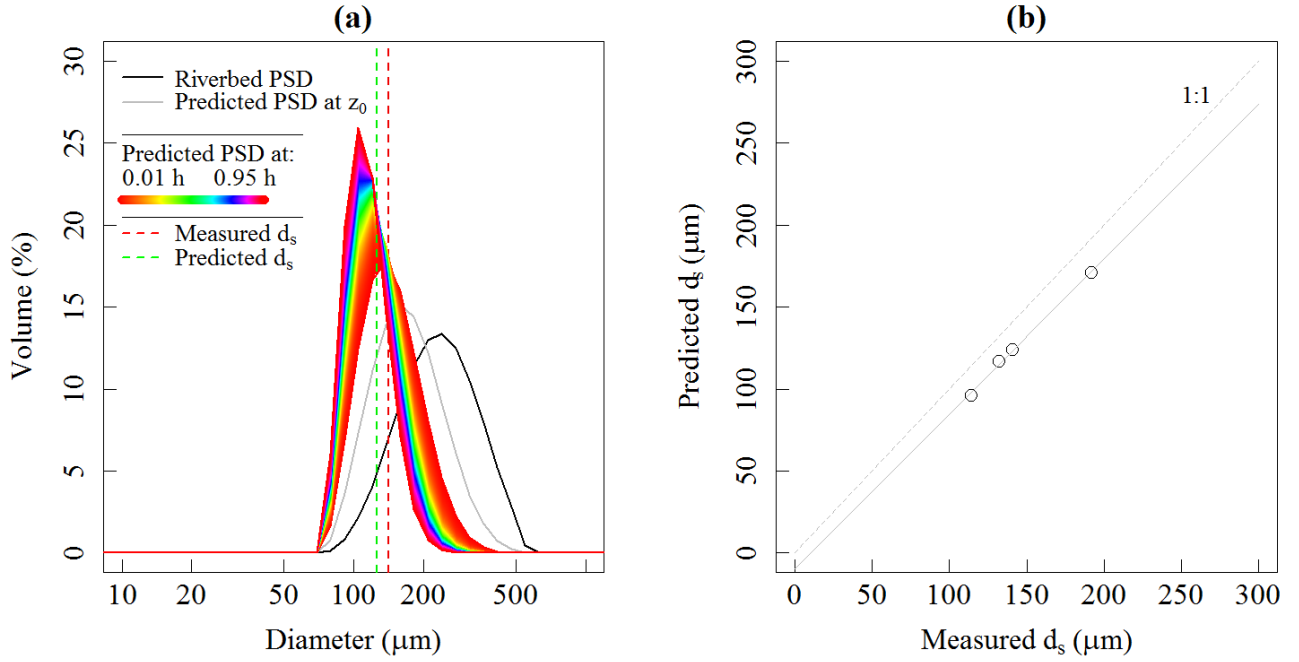 (a)
30
25
20
15
10
5
0
Volume (%)
Riverbed PSD
Predicted PSD at z0
Predicted PSD at:
0.01 h 0.95 h
Measured ds
Predicted ds
10 20 50 100 200 500
Diameter (μm)
(b)
300
250
200
150
100
50
0
Predicted ds (μm)
1:1
0 50 100 150 200 250 300
Measured ds (μm)